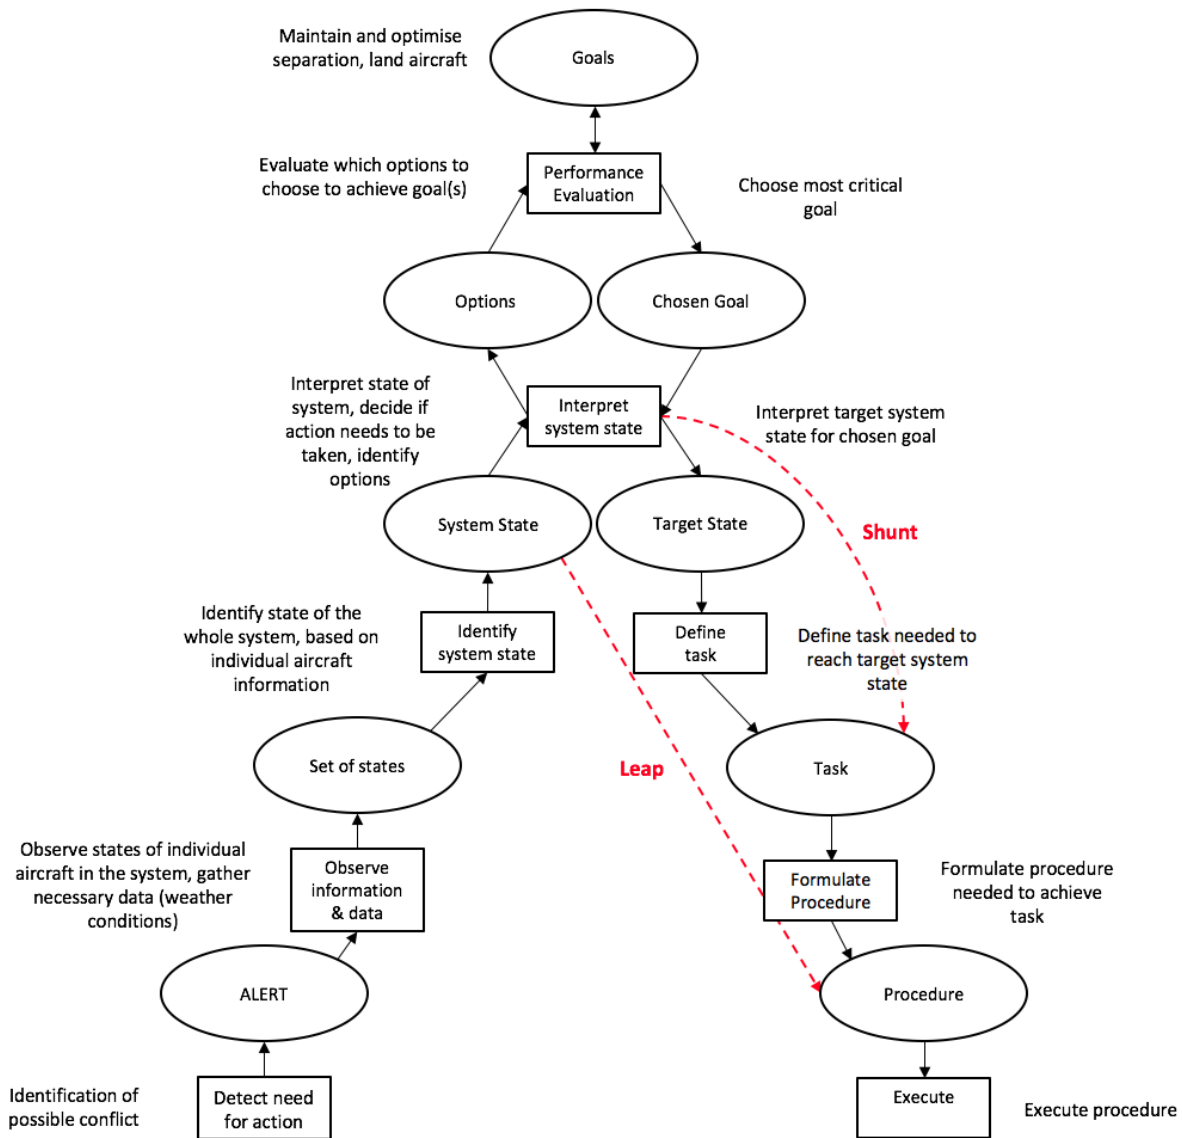 Maintain and optimise
separation, land aircraft
Goals
Evaluate which options to
choose to achieve goal(s)
Performance
Evaluation
Choose most critical
goal
Options
Chosen Goal
Interpret state of
system, decide if
action needs to be
taken, identify
options
Interpret
system state
Interpret target system
state for chosen goal
System State
Target State
Shunt
Identify state of the
whole system, based on
individual aircraft
information
Identify
system state
Define
task
Define task needed to
reach target system
state
Set of states
Leap
Task
Observe states of individual
aircraft in the system, gather
necessary data (weather
conditions)
Observe
information
& data
Formulate
Procedure
Formulate procedure
needed to achieve
task
ALERT
Procedure
Identification of
possible conflict
Detect need
for action
Execute
Execute procedure